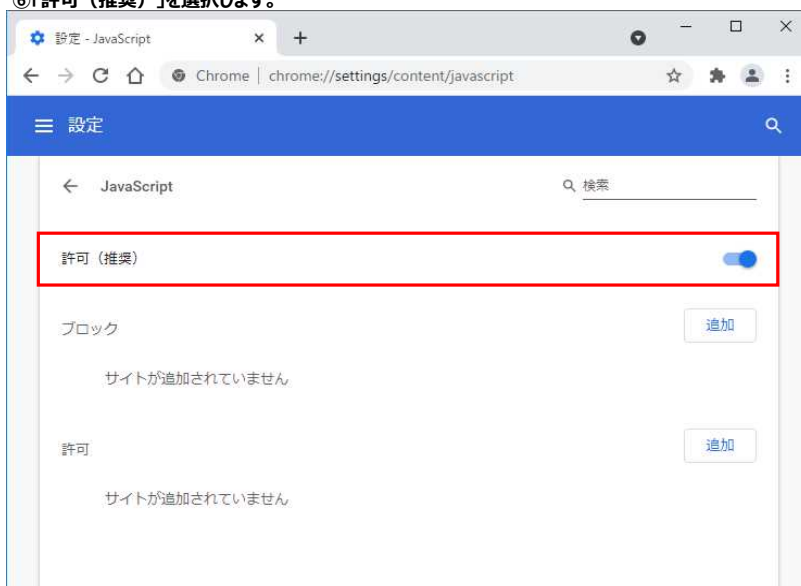 ⑥「許可（推奨）」を選択します。
設定 - JavaScript
Chrome | chrome://settings/content/javascript
設定
JavaScript
検索
許可（推奨）
ブロック
追加
サイトが追加されていません
許可
追加
サイトが追加されていません